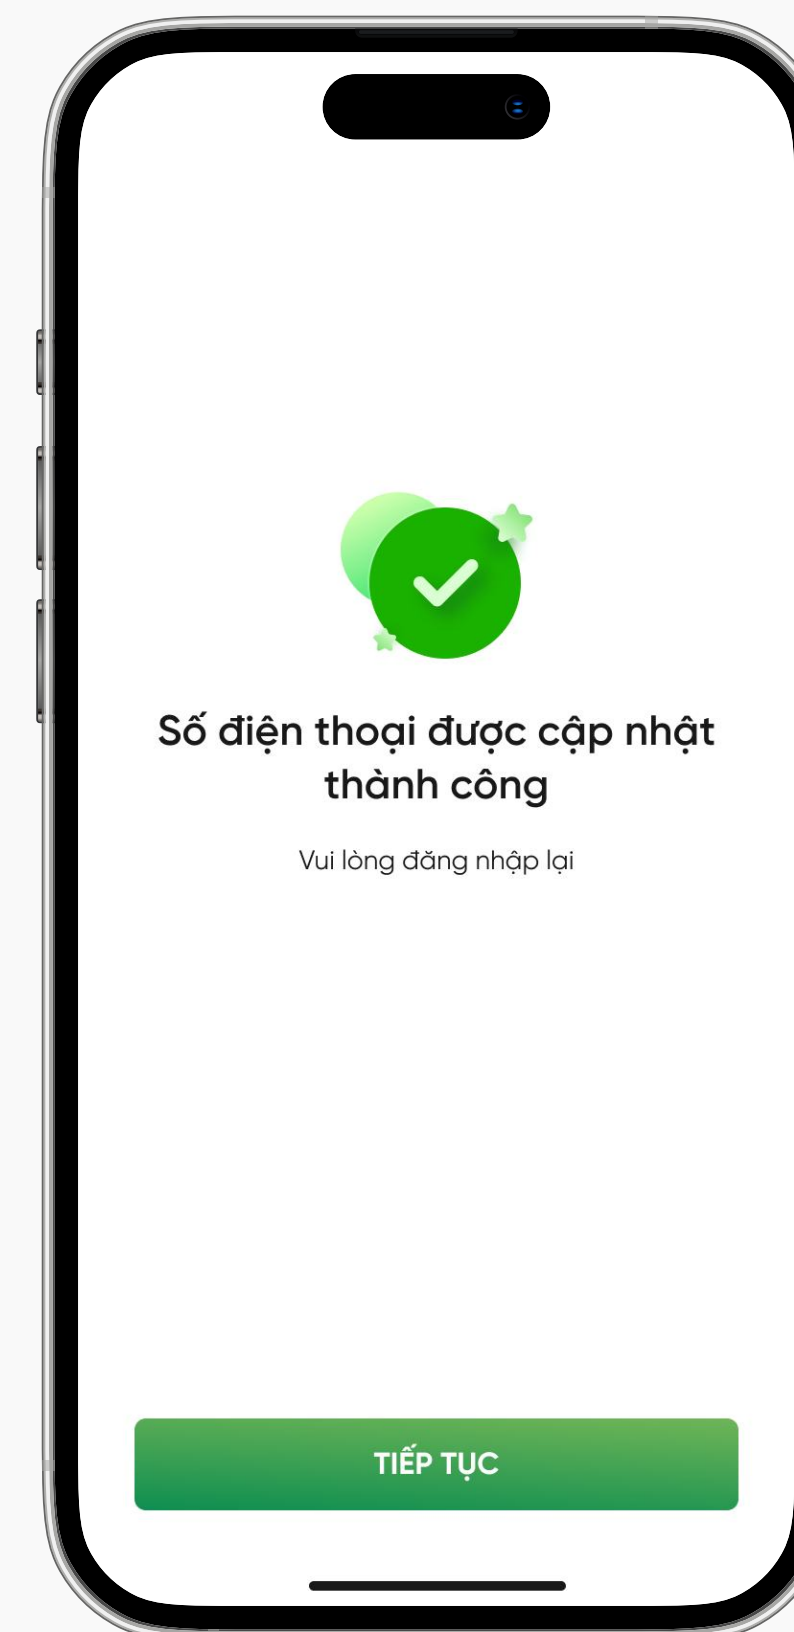 Số điện thoại được cập nhật
thành công
Vui lòng đăng nhập lại
TIẾP TỤC